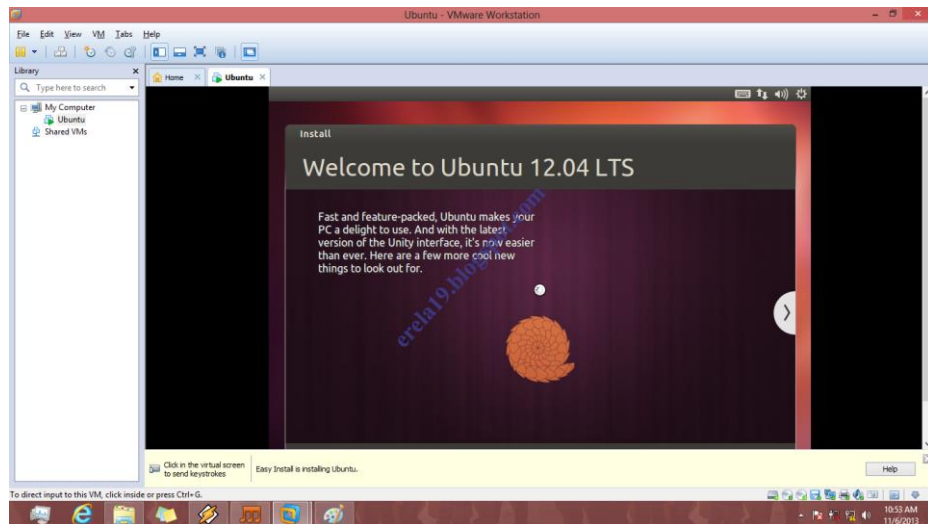 Ubuntu - VMware Workstation
File Edit View VM Tabs Help
Library
Home
Ubuntu
Type here to search
My Computer
Ubuntu
Shared VMs
Install
Welcome to Ubuntu 12.04 LTS
Fast and feature-packed, Ubuntu makes your
PC a delight to use. And with the latest
version of the Unity interface, it's now easier
than ever. Here are a few more cool new
things to look out for.
erela19.blogspot.com
Click in the virtual screen
to send keystrokes
Easy Install is installing Ubuntu.
Help
To direct input to this VM, click inside or press Ctrl+G.
10:53 AM
11/6/2013